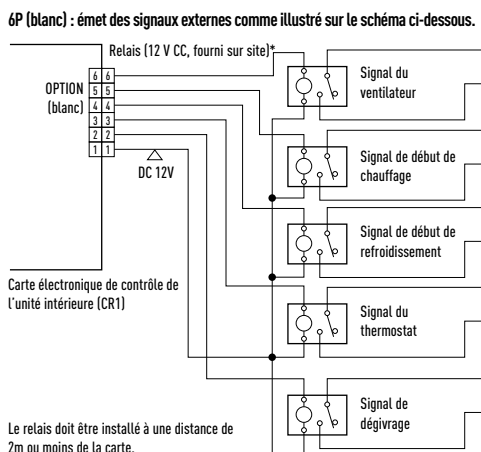 6P (blanc) : émet des signaux externes comme illustré sur le schéma ci-dessous.
Relais (12 V CC, fourni sur site)*
OPTION
(blanc)
6 6
5 5
4 4
3 3
2 2
1 1
DC 12V
Signal du
ventilateur
Signal de début de
chauffage
Signal de début de
refroidissement
Carte électronique de contrôle de
l'unité intérieure (CR1)
Signal du
thermostat
Signal de
dégivrage
Le relais doit être installé à une distance de
2m ou moins de la carte.